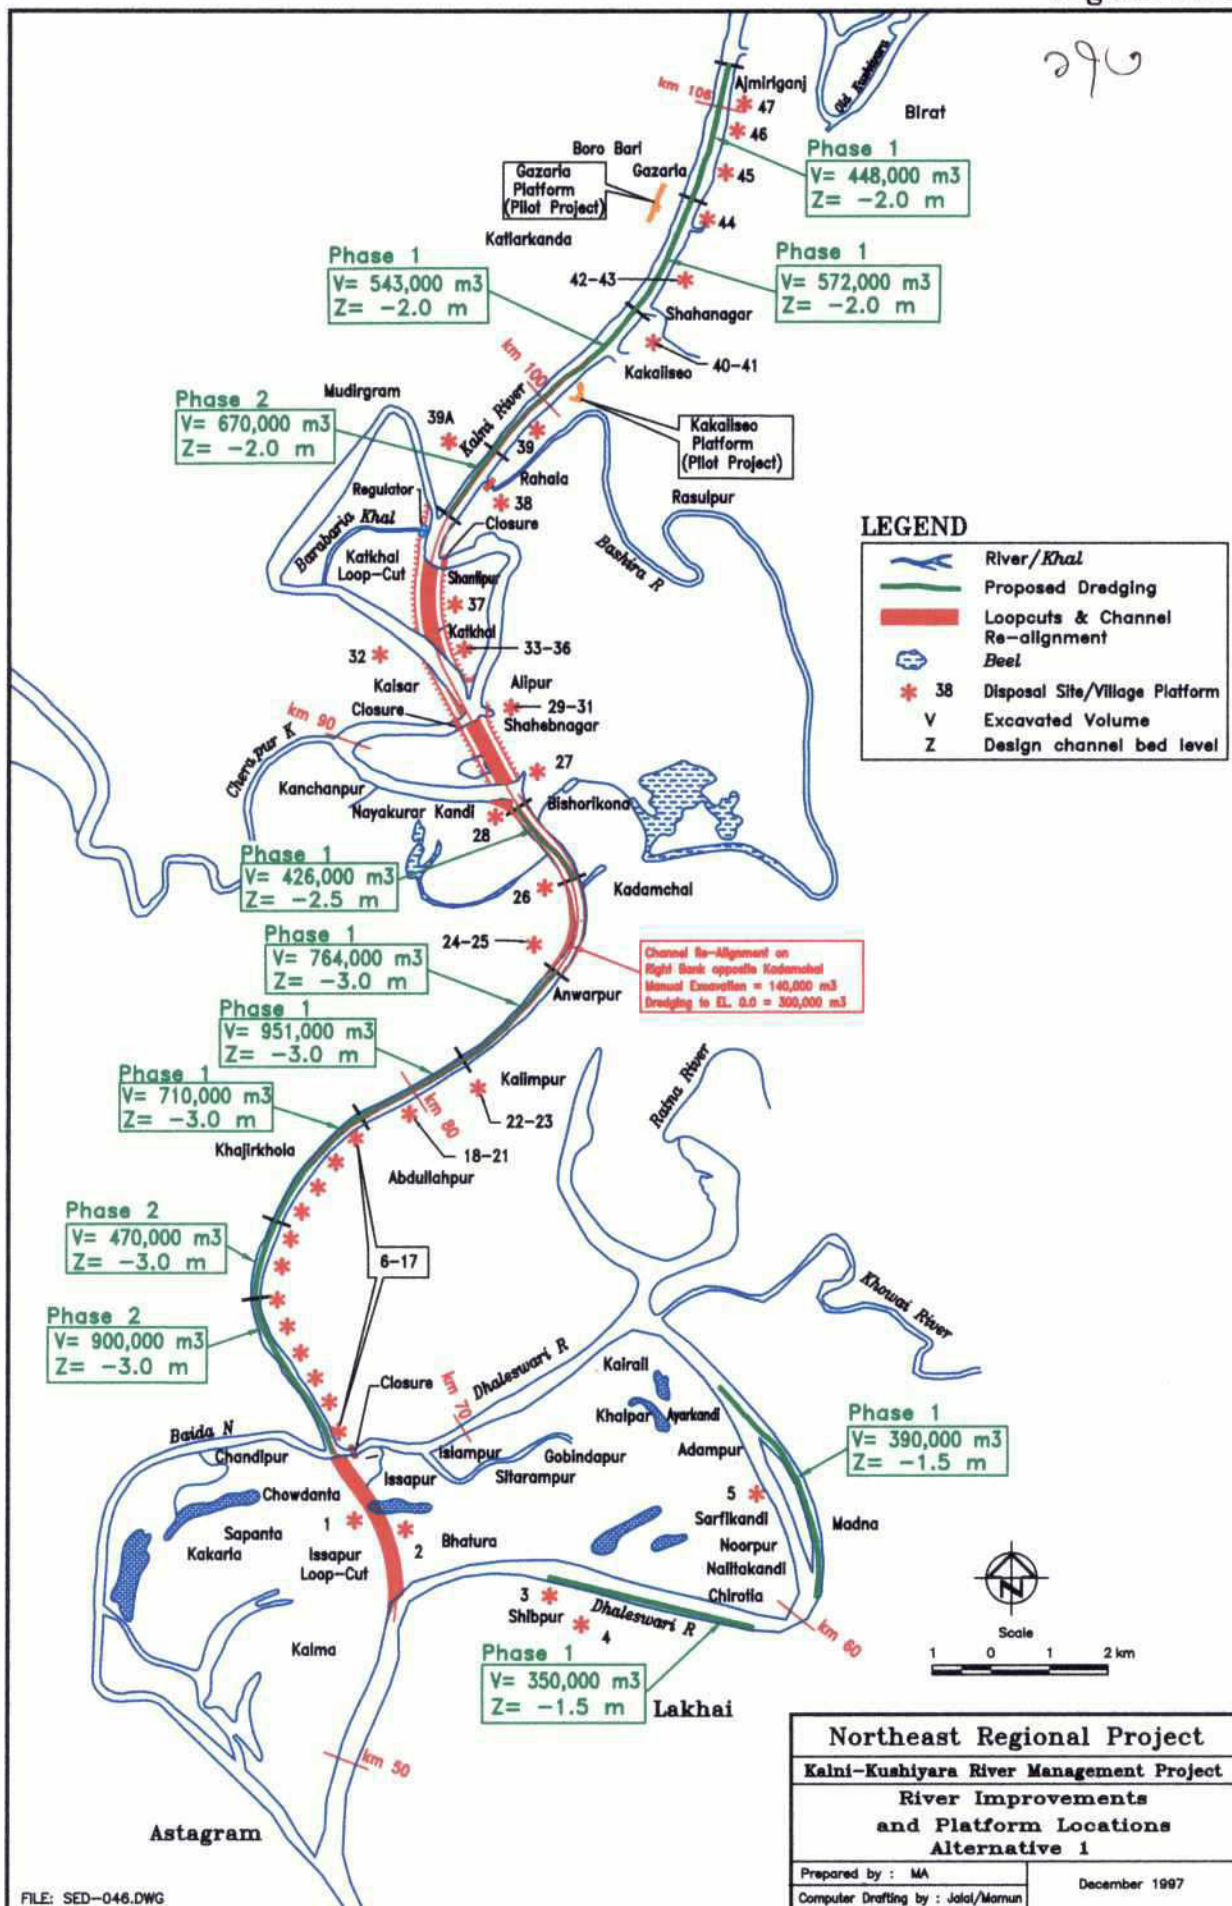 ২৮৩
Ajmiriganj
Old Kushiyara
Birat
km 106
47
46
45
44
Boro Bari
Gazaria
Gazaria
Platform
(Pilot Project)
Phase 1
V= 448,000 m3
Z= -2.0 m
Katlarkanda
Phase 1
V= 543,000 m3
Z= -2.0 m
42-43
Phase 1
V= 572,000 m3
Z= -2.0 m
Shahanagar
40-41
Kakaliseo
km 100
Mudirgram
Kalni River
39A
39
Phase 2
V= 670,000 m3
Z= -2.0 m
Kakaliseo
Platform
(Pilot Project)
Rahala
38
Regulator
Closure
Rasulpur
Barabaria Khal
Bashira R
Katkhal
Loop-Cut
Shantipur
37
Katkhal
33-36
32
Kaisar
Alipur
29-31
Closure
Shahebnagar
km 90
Cherapur K
27
Kanchanpur
Bishorikona
Nayakurar Kandi
28
LEGEND
River/Khal
Proposed Dredging
Loopcuts & Channel
Re-alignment
Beel
38 Disposal Site/Village Platform
V Excavated Volume
Z Design channel bed level
Phase 1
V= 426,000 m3
Z= -2.5 m
26
Kadamchal
24-25
Phase 1
V= 764,000 m3
Z= -3.0 m
Channel Re-Alignment on
Right Bank opposite Kadamchal
Manual Excavation = 140,000 m3
Dredging to EL. 0.0 = 300,000 m3
Anwarpur
Phase 1
V= 951,000 m3
Z= -3.0 m
Kalimpur
22-23
Ratna River
Phase 1
V= 710,000 m3
Z= -3.0 m
km 80
18-21
Khajirkhola
Abdullahpur
Phase 2
V= 470,000 m3
Z= -3.0 m
6-17
Khowai River
Phase 2
V= 900,000 m3
Z= -3.0 m
Closure
Dhaleswari R
km 70
Kairail
Khalpar
Ayarkandi
Adampur
Phase 1
V= 390,000 m3
Z= -1.5 m
Baida N
Chandipur
Islampur
Gobindapur
Sitarampur
Issapur
Chowdanta
5
Sarfikandi
Madna
1
Sapanta
Kakaria
Issapur
Loop-Cut
2
Bhatura
Noorpur
Nalitakandi
Chirotia
3
Shibpur
4
Dhaleswari R
km 60
Kalma
Phase 1
V= 350,000 m3
Z= -1.5 m
Lakhai
N
Scale
1 0 1 2 km
km 50
Astagram
Northeast Regional Project
Kalni-Kushiyara River Management Project
River Improvements
and Platform Locations
Alternative 1
Prepared by : MA
Computer Drafting by : Jalal/Mamun
December 1997
FILE: SED-046.DWG